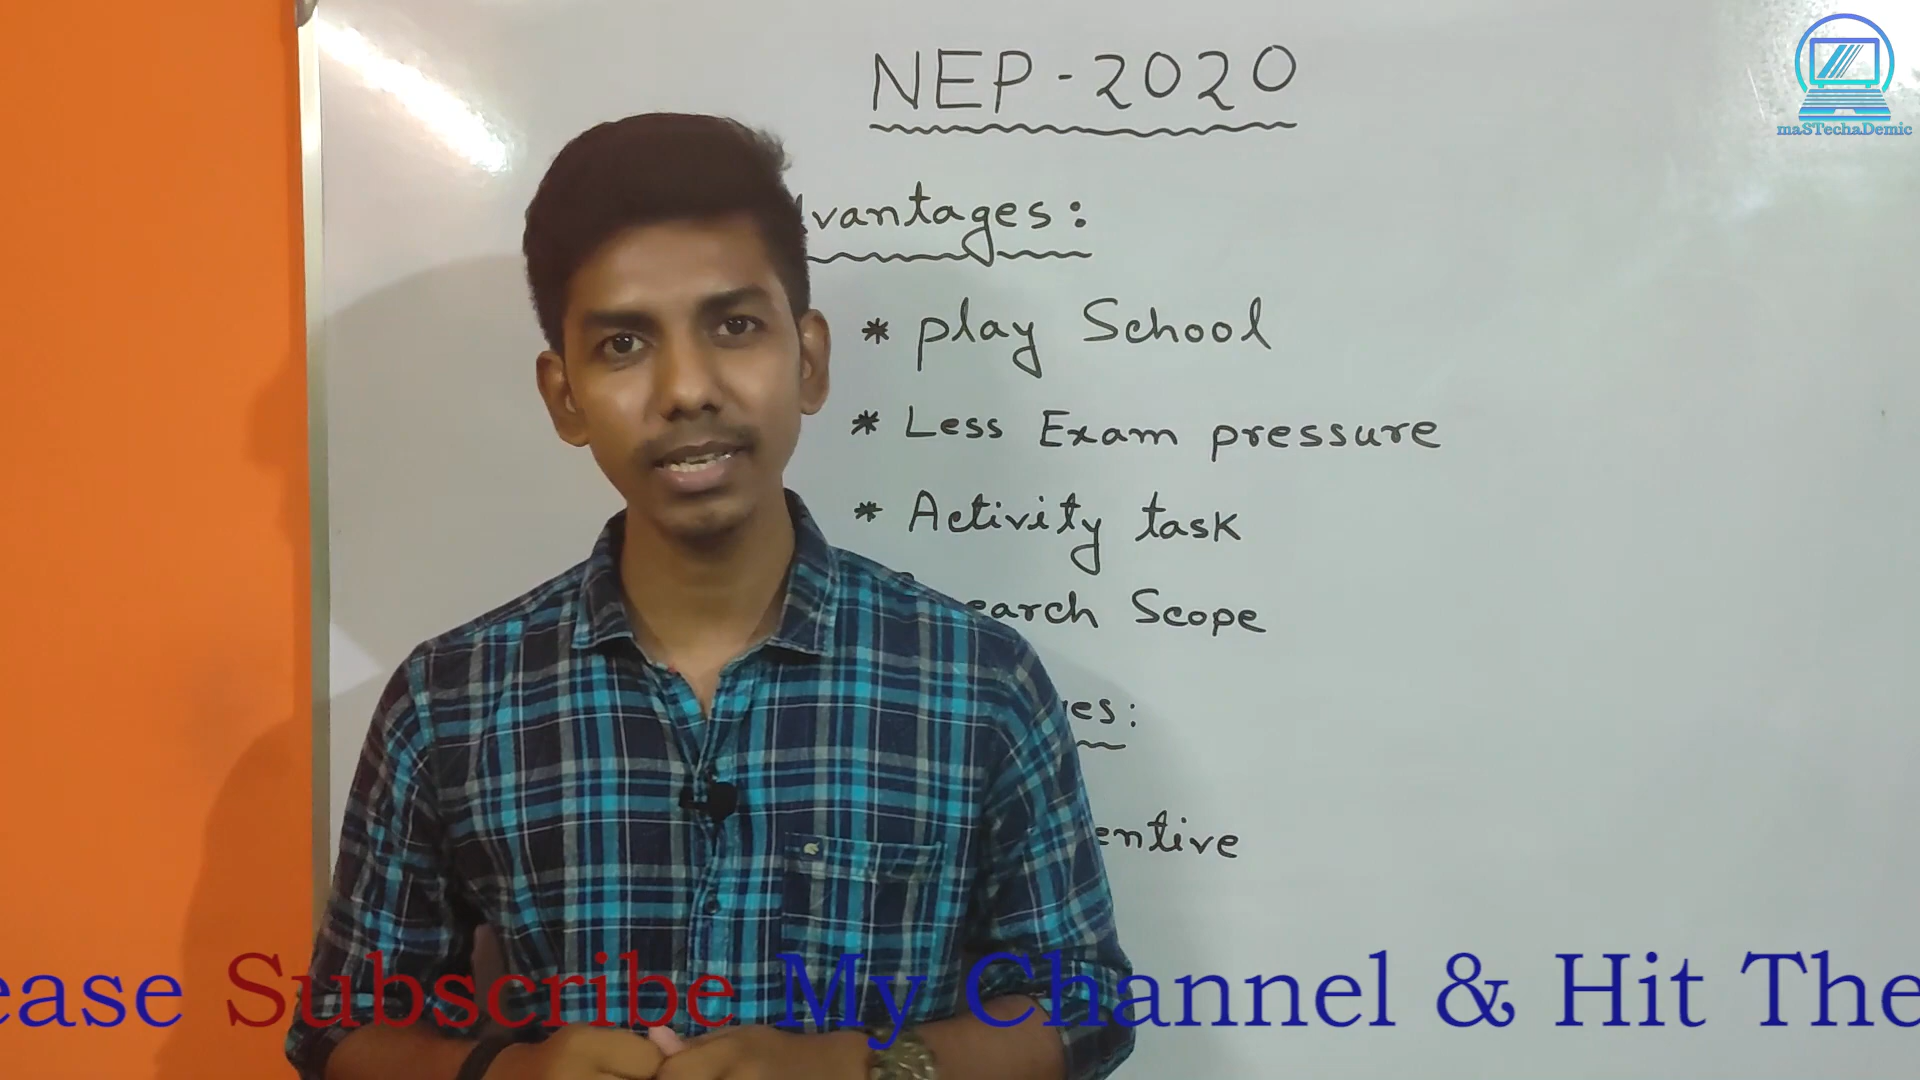 NEP-2020
maSTechaDemic
vantages:
* play School
* Less Exam pressure
* Activity task
earch Scope
es:
entive
ease Subscribe My Channel & Hit The